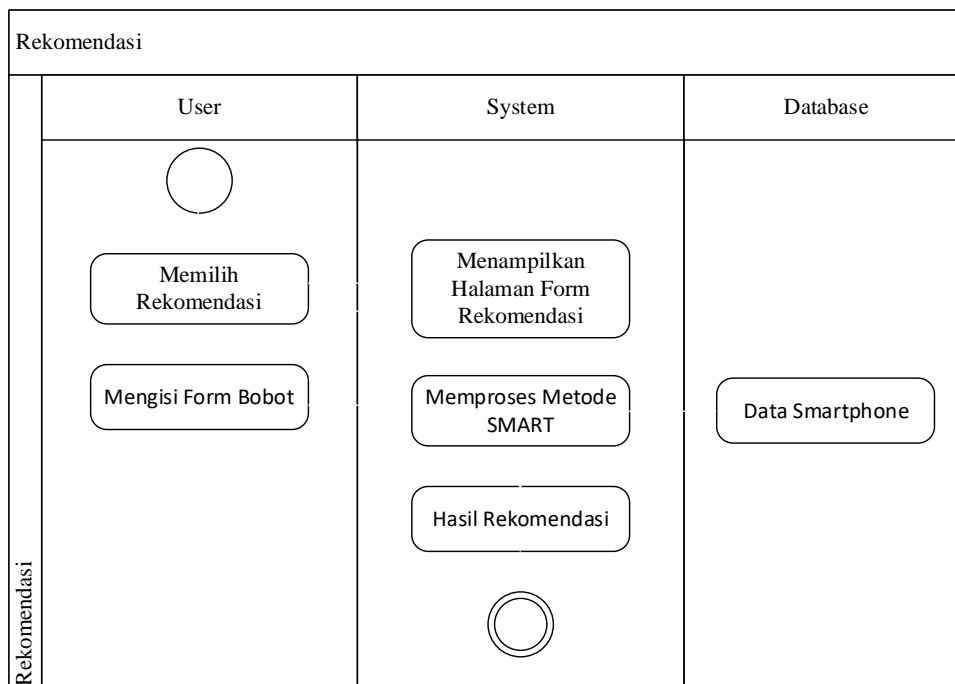 Rekomendasi
User
System
Database
Memilih
Rekomendasi
Menampilkan
Halaman Form
Rekomendasi
Mengisi Form Bobot
Memproses Metode
SMART
Data Smartphone
Hasil Rekomendasi
Rekomendasi